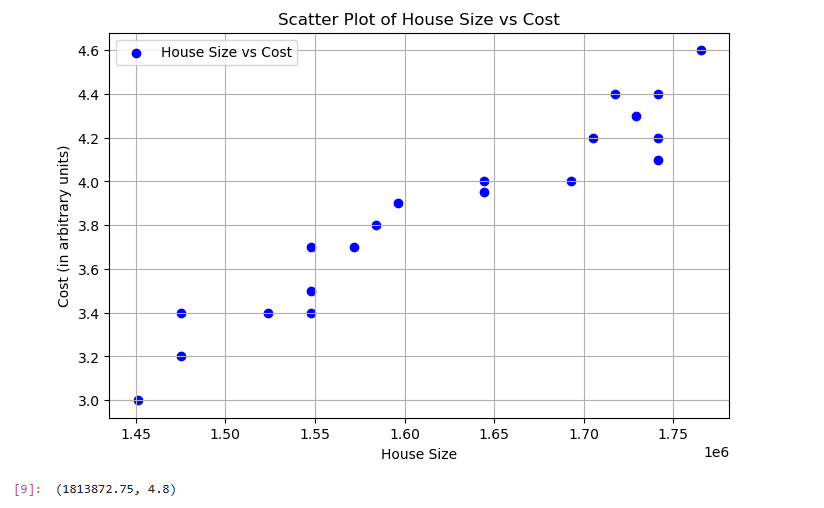 Scatter Plot of House Size vs Cost
House Size vs Cost
4.6
4.4
4.2
4.0
3.8
3.6
3.4
3.2
3.0
Cost (in arbitrary units)
1.45 1.50 1.55 1.60 1.65 1.70 1.75
1e6
House Size
[9]: (1813872.75, 4.8)